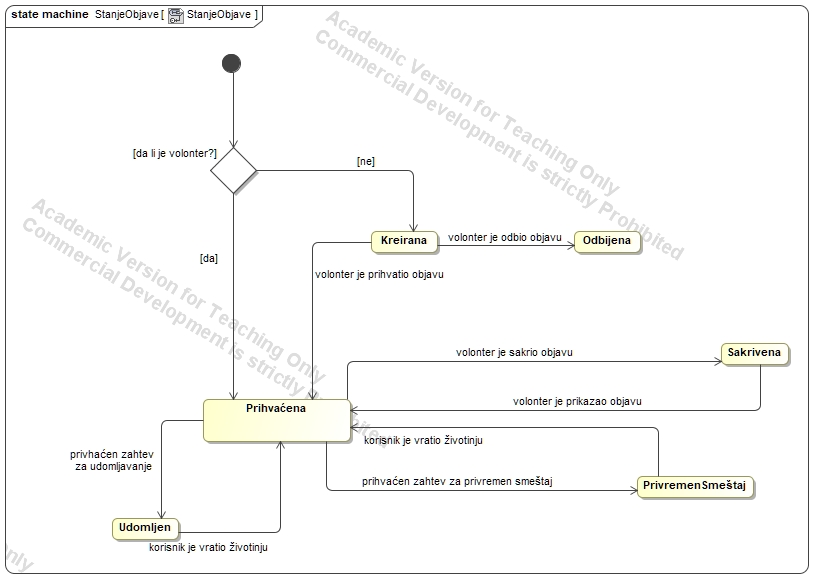 state machine StanjeObjave [ StanjeObjave ]
Academic Version for Teaching Only
Commercial Development is strictly Prohibited
[da li je volonter?]
[ne]
Kreirana
volonter je odbio objavu
Odbijena
[da]
volonter je prihvatio objavu
Academic Version for Teaching Only
Commercial Development is strictly Prohibited
volonter je sakrio objavu
Sakrivena
Prihvaćena
volonter je prikazao objavu
korisnik je vratio životinju
privhaćen zahtev
za udomljavanje
prihvaćen zahtev za privremen smeštaj
PrivremenSmeštaj
Udomljen
korisnik je vratio životinju
Only